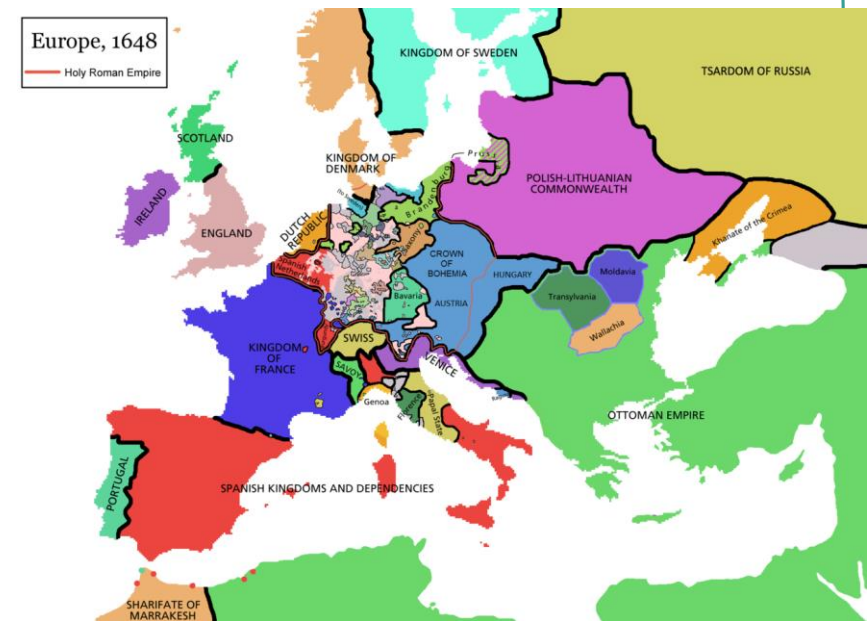 Europe, 1648
Holy Roman Empire
KINGDOM OF SWEDEN
TSARDOM OF RUSSIA
SCOTLAND
KINGDOM OF
DENMARK
IRELAND
ENGLAND
DUTCH
REPUBLIC
Brandenburg
POLISH-LITHUANIAN
COMMONWEALTH
Saxony
Spanish
Netherlands
CROWN
OF
BOHEMIA
HUNGARY
AUSTRIA
Bavaria
Khanate of the Crimea
Transylvania
Moldavia
Wallachia
KINGDOM
OF
FRANCE
SWISS
SAVOY
VENICE
Genoa
Florence
Papal State
OTTOMAN EMPIRE
PORTUGAL
SPANISH KINGDOMS AND DEPENDENCIES
SHARIFATE OF
MARRAKESH